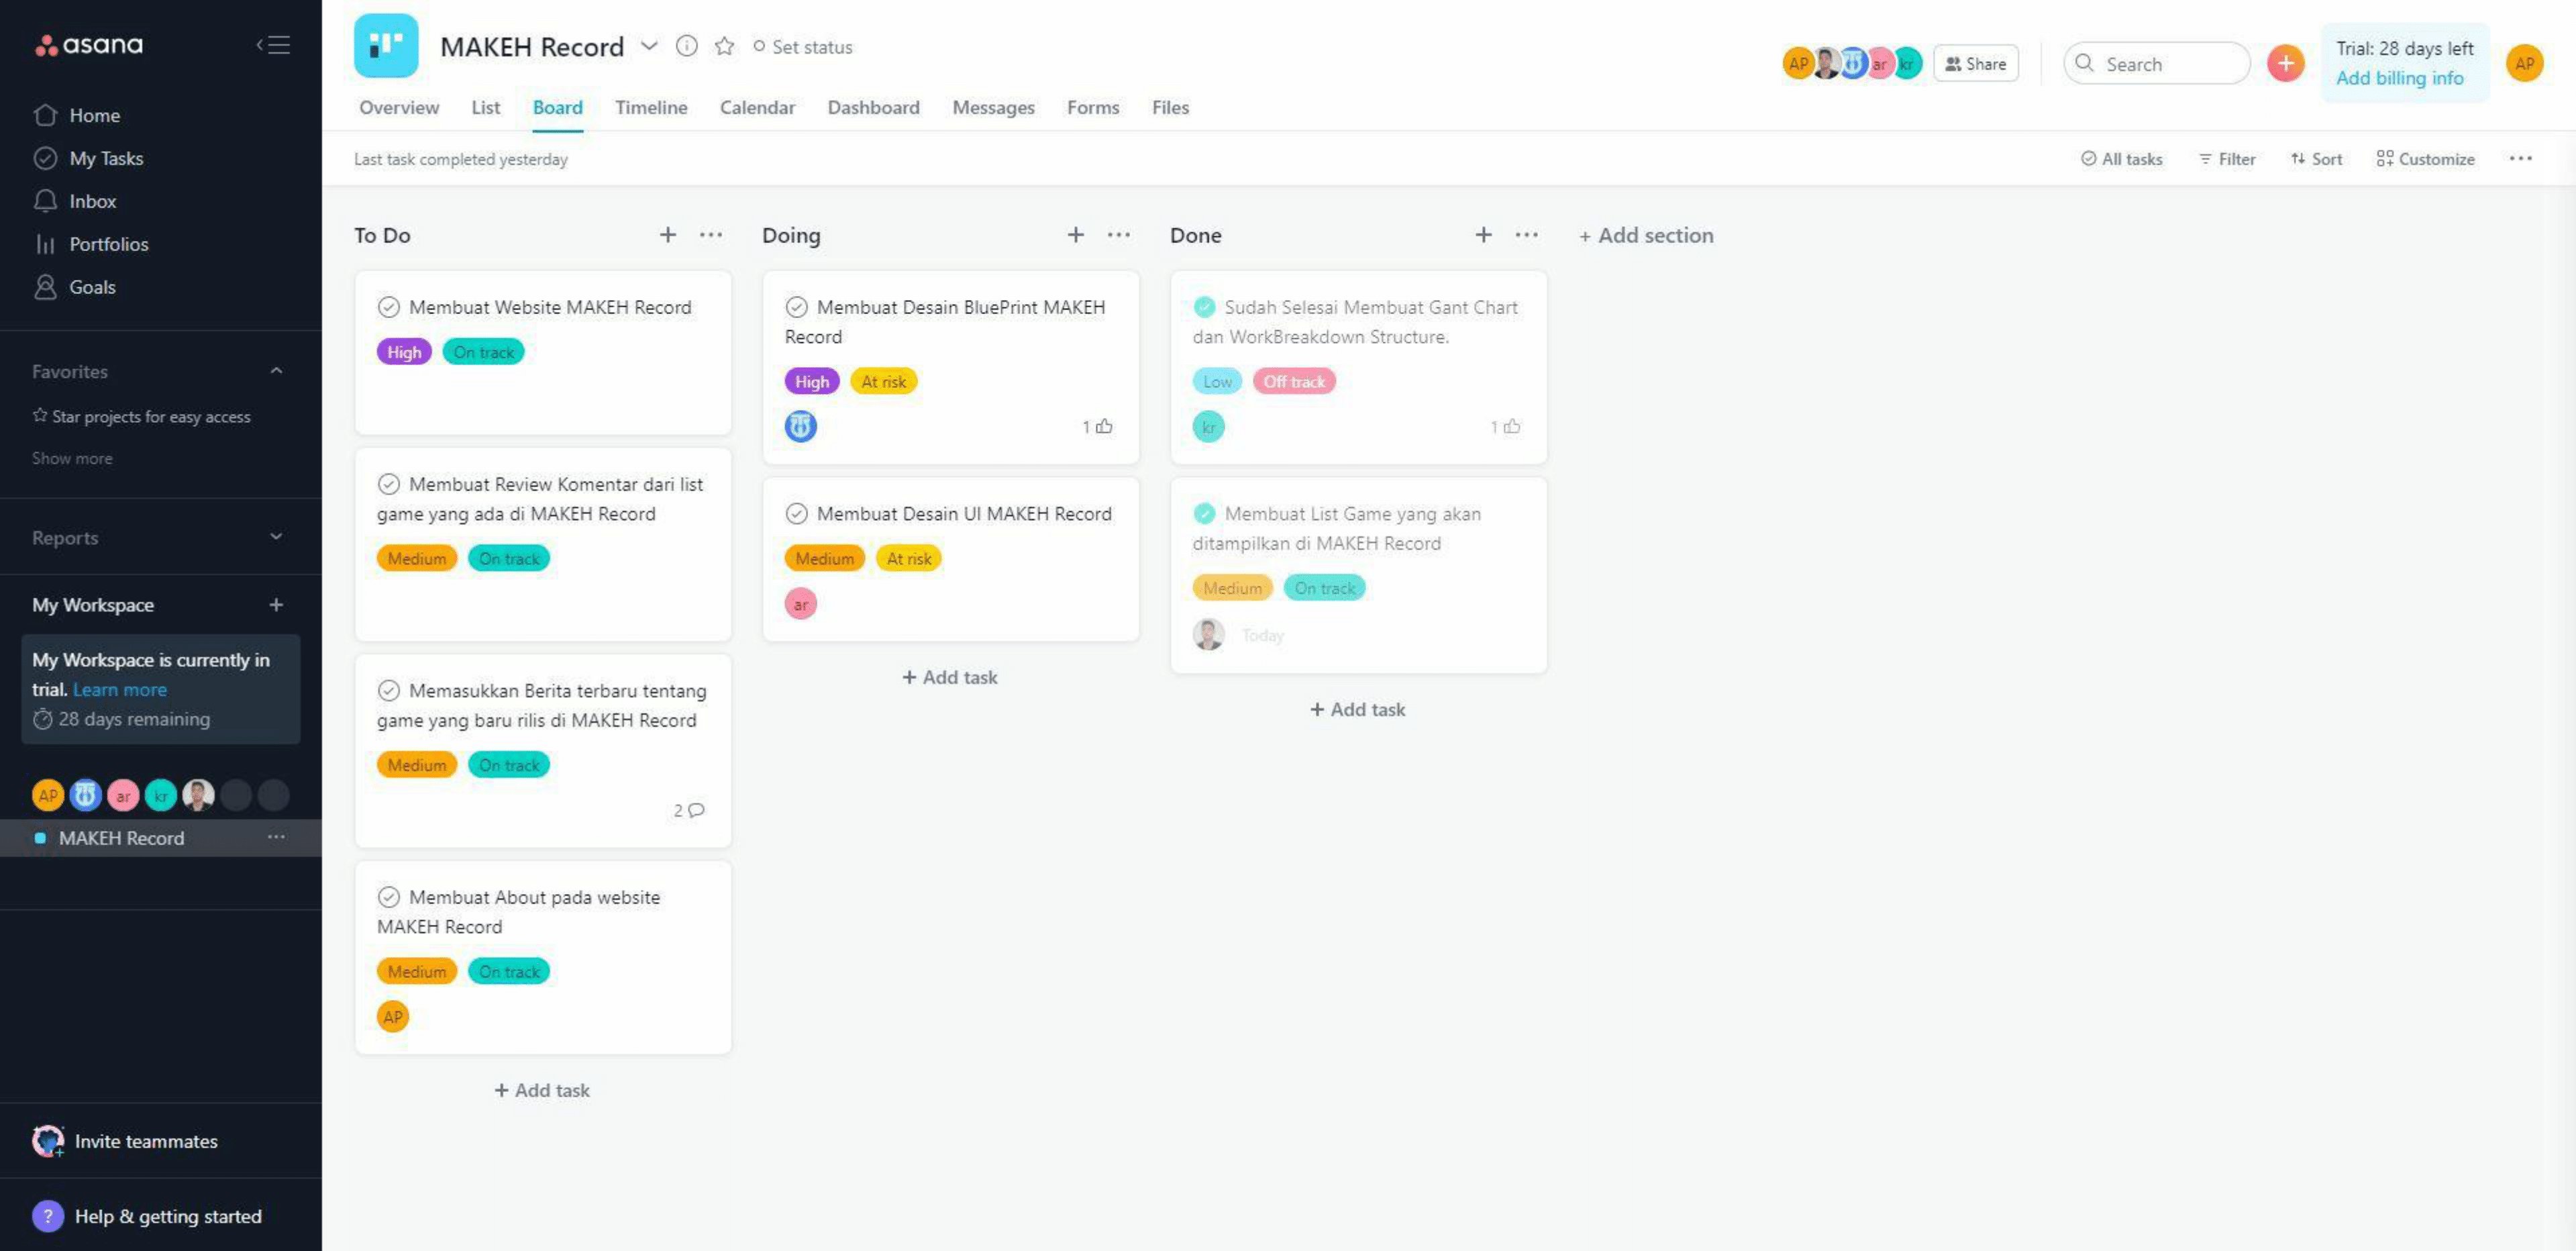 asana
Home
My Tasks
Inbox
Portfolios
Goals
Favorites
Star projects for easy access
Show more
Reports
My Workspace
My Workspace is currently in
trial. Learn more
28 days remaining
AP
ar
kr
MAKEH Record
Invite teammates
? Help & getting started
MAKEH Record
Set status
AP
ar
kr
Share
Search
Trial: 28 days left
Add billing info
AP
Overview
List
Board
Timeline
Calendar
Dashboard
Messages
Forms
Files
Last task completed yesterday
All tasks
Filter
Sort
Customize
To Do
Membuat Website MAKEH Record
High On track
Membuat Review Komentar dari list
game yang ada di MAKEH Record
Medium On track
Memasukkan Berita terbaru tentang
game yang baru rilis di MAKEH Record
Medium On track
2
Membuat About pada website
MAKEH Record
Medium On track
AP
+ Add task
Doing
Membuat Desain BluePrint MAKEH
Record
High At risk
1
Membuat Desain UI MAKEH Record
Medium At risk
ar
+ Add task
Done
Sudah Selesai Membuat Gant Chart
dan WorkBreakdown Structure.
Low Off track
kr 1
Membuat List Game yang akan
ditampilkan di MAKEH Record
Medium On track
Today
+ Add task
+ Add section